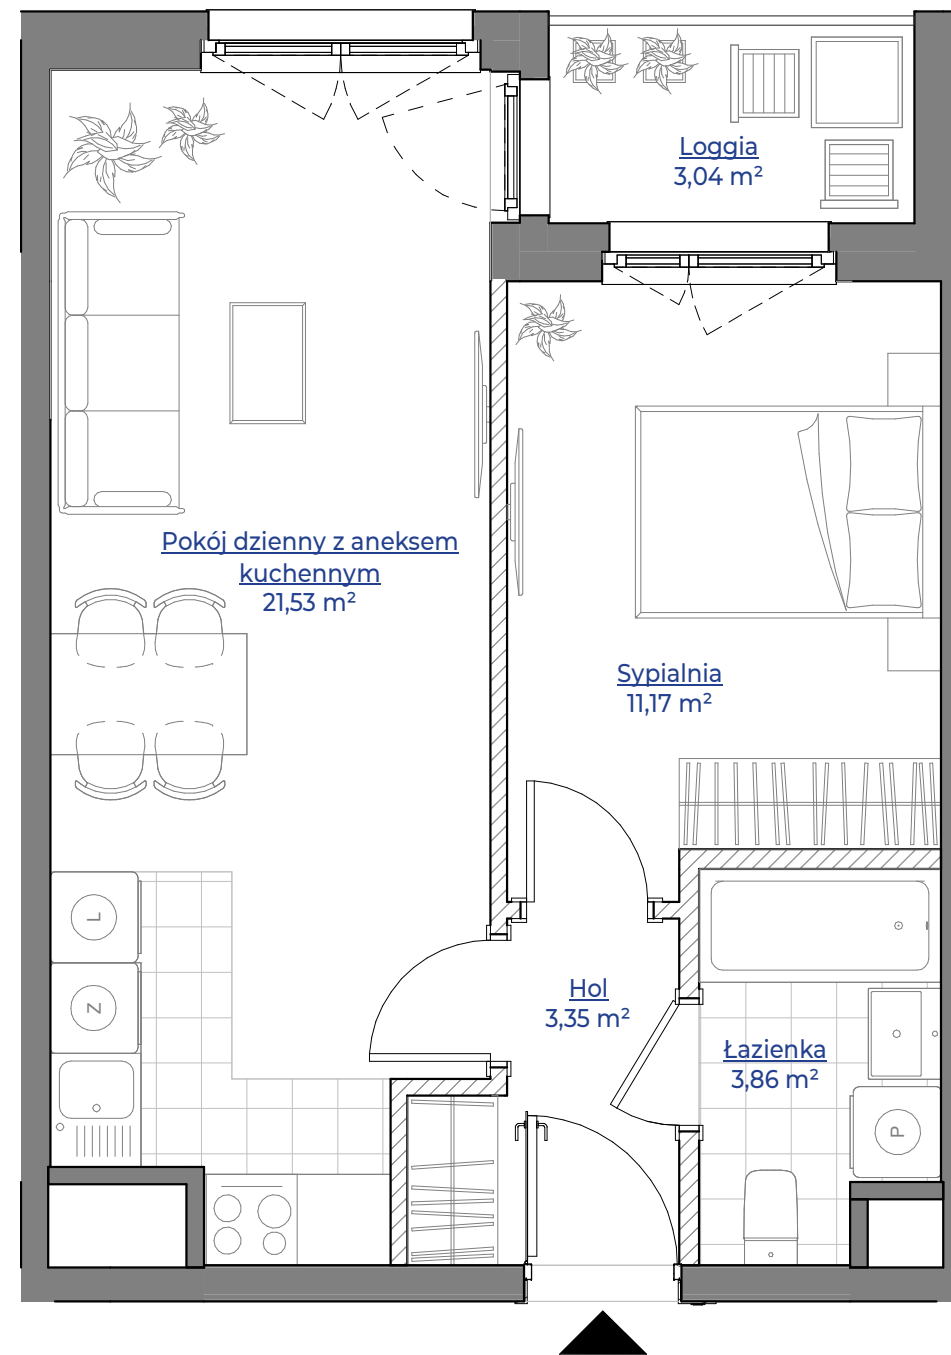 Loggia
3,04 m²
Pokój dzienny z aneksem
kuchennym
21,53 m²
Sypialnia
11,17 m²
L
Z
Hol
3,35 m²
Łazienka
3,86 m²
P